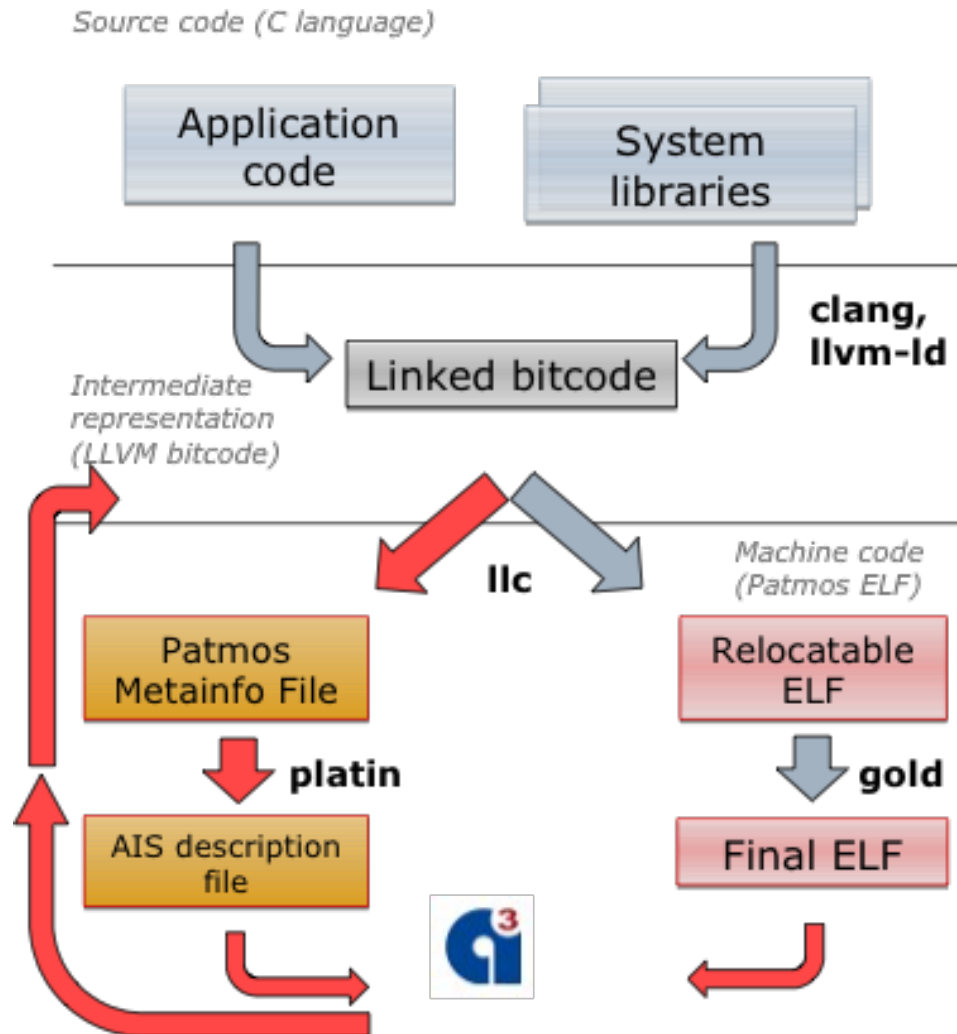 Source code (C language)
Application
code
System
libraries
clang,
llvm-ld
Linked bitcode
Intermediate
representation
(LLVM bitcode)
llc
Machine code
(Patmos ELF)
Patmos
Metainfo File
Relocatable
ELF
platin
gold
AIS description
file
Final ELF
a3